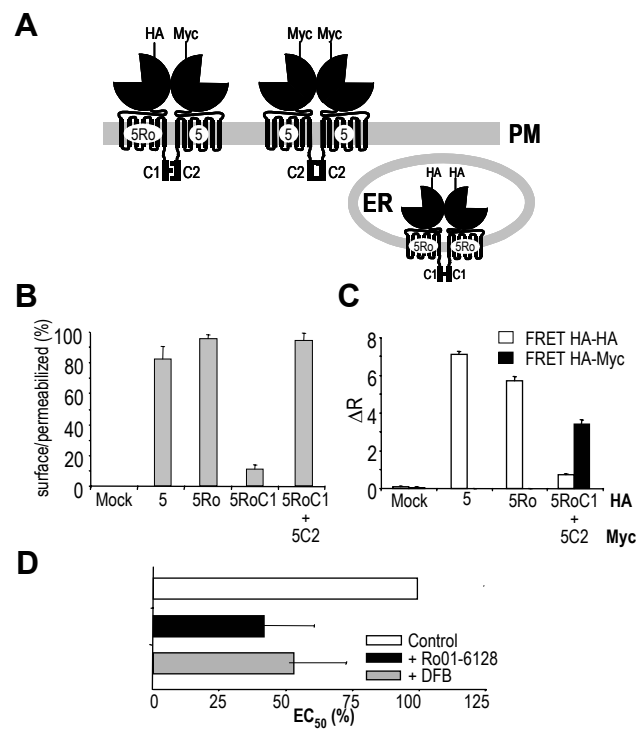 A
HA Myc Myc Myc
5Ro 5 5 5 PM
C1 C2 C2 C2
HA HA
ER
5Ro 5Ro
C1 C1
B
surface/permeabilized (%)
100
80
60
40
20
0
Mock 5 5Ro 5RoC1 5RoC1
+
5C2
C
FRET HA-HA
FRET HA-Myc
ΔR
8
6
4
2
0
Mock 5 5Ro 5RoC1 HA
+
5C2 Myc
D
Control
+ Ro01-6128
+ DFB
0 25 50 75 100 125
EC50 (%)